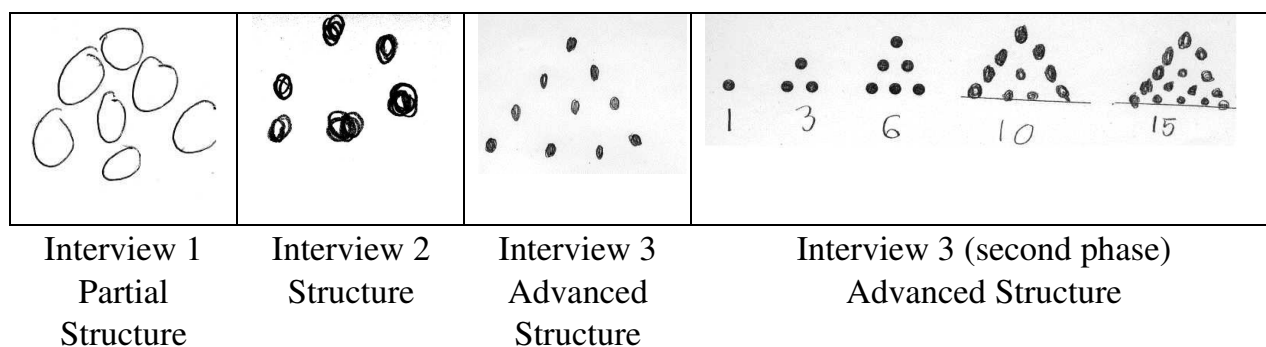 1 3 6 10 15
Interview 1
Partial
Structure
Interview 2
Structure
Interview 3
Advanced
Structure
Interview 3 (second phase)
Advanced Structure